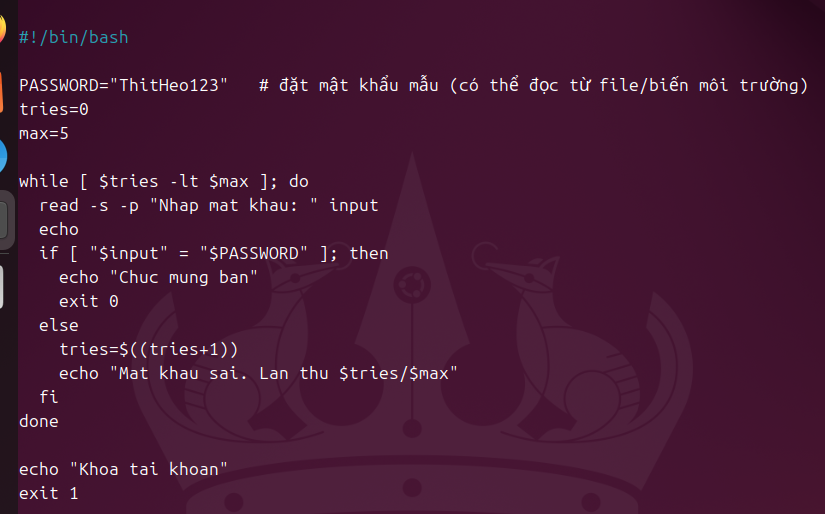 #!/bin/bash

PASSWORD="ThitHeo123"   # đặt mật khẩu mẫu (có thể đọc từ file/biến môi trường)
tries=0
max=5

while [ $tries -lt $max ]; do
  read -s -p "Nhap mat khau: " input
  echo
  if [ "$input" = "$PASSWORD" ]; then
    echo "Chuc mung ban"
    exit 0
  else
    tries=$((tries+1))
    echo "Mat khau sai. Lan thu $tries/$max"
  fi
done

echo "Khoa tai khoan"
exit 1